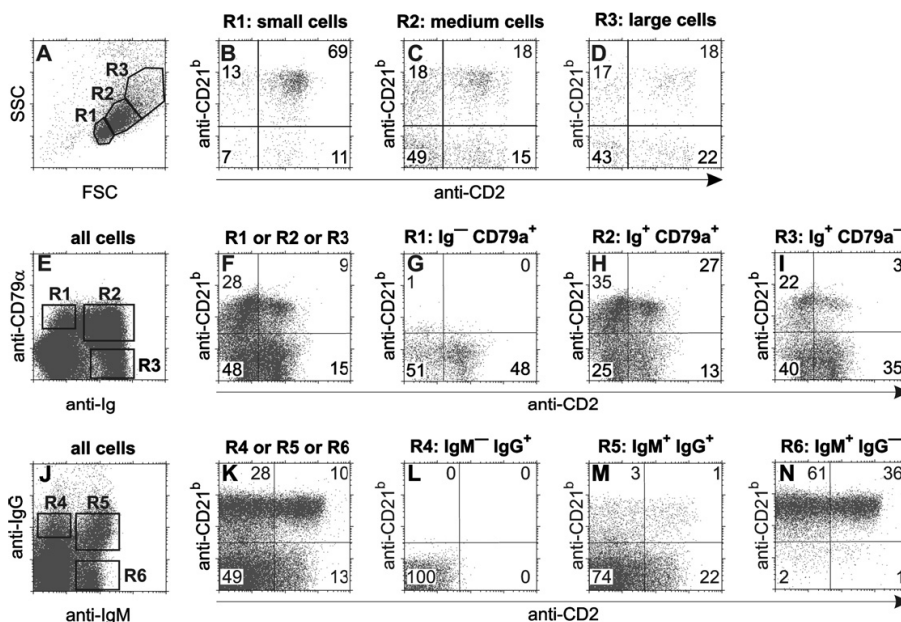 R1: small cells R2: medium cells R3: large cells
A R3 R2 R1 SSC FSC
B 69 13 7 11 anti-CD21ᵇ
C 18 18 49 15 anti-CD21ᵇ
D 18 17 43 22 anti-CD21ᵇ
anti-CD2
all cells R1 or R2 or R3 R1: Ig⁻ CD79a⁺ R2: Ig⁺ CD79a⁺ R3: Ig⁺ CD79a⁻
E R1 R2 R3 anti-CD79α anti-Ig
F 9 28 48 15 anti-CD21ᵇ
G 0 1 51 48 anti-CD21ᵇ
H 27 35 25 13 anti-CD21ᵇ
I 3 22 40 35 anti-CD21ᵇ
anti-CD2
all cells R4 or R5 or R6 R4: IgM⁻ IgG⁺ R5: IgM⁺ IgG⁺ R6: IgM⁺ IgG⁻
J R4 R5 R6 anti-IgG anti-IgM
K 28 10 49 13 anti-CD21ᵇ
L 0 0 100 0 anti-CD21ᵇ
M 3 1 74 22 anti-CD21ᵇ
N 61 36 2 1 anti-CD21ᵇ
anti-CD2